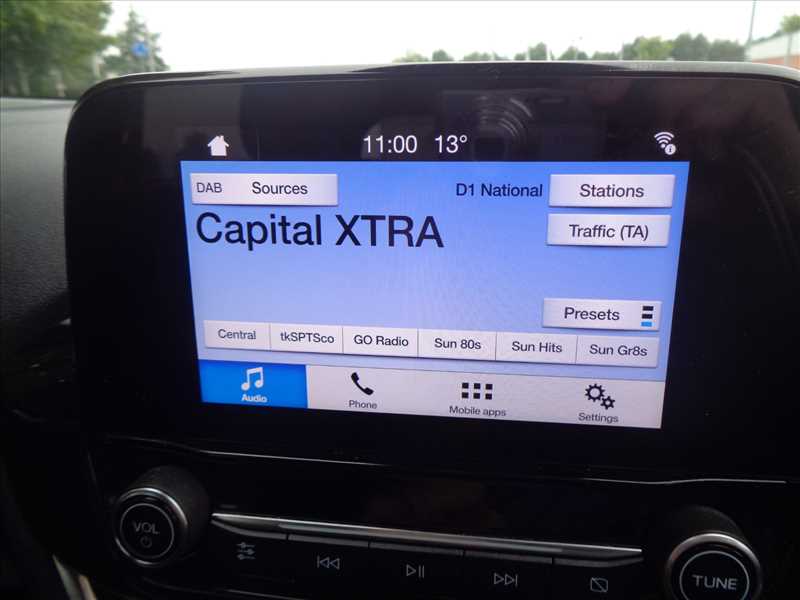 11:00 13°
DAB Sources D1 National Stations
Capital XTRA Traffic (TA)
Presets
Central tkSPTSco GO Radio Sun 80s Sun Hits Sun Gr8s
Audio Phone Mobile apps Settings
VOL TUNE